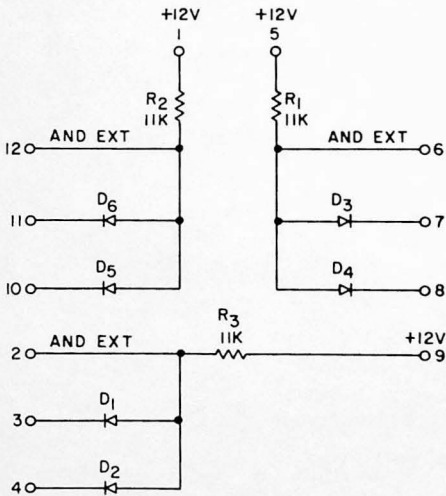 +12V +12V
1 5
R2 R1
11K 11K
12 AND EXT AND EXT 6
D6 D3
11 7
D5 D4
10 8
R3
AND EXT 11K +12V
2 9
D1
3
D2
4